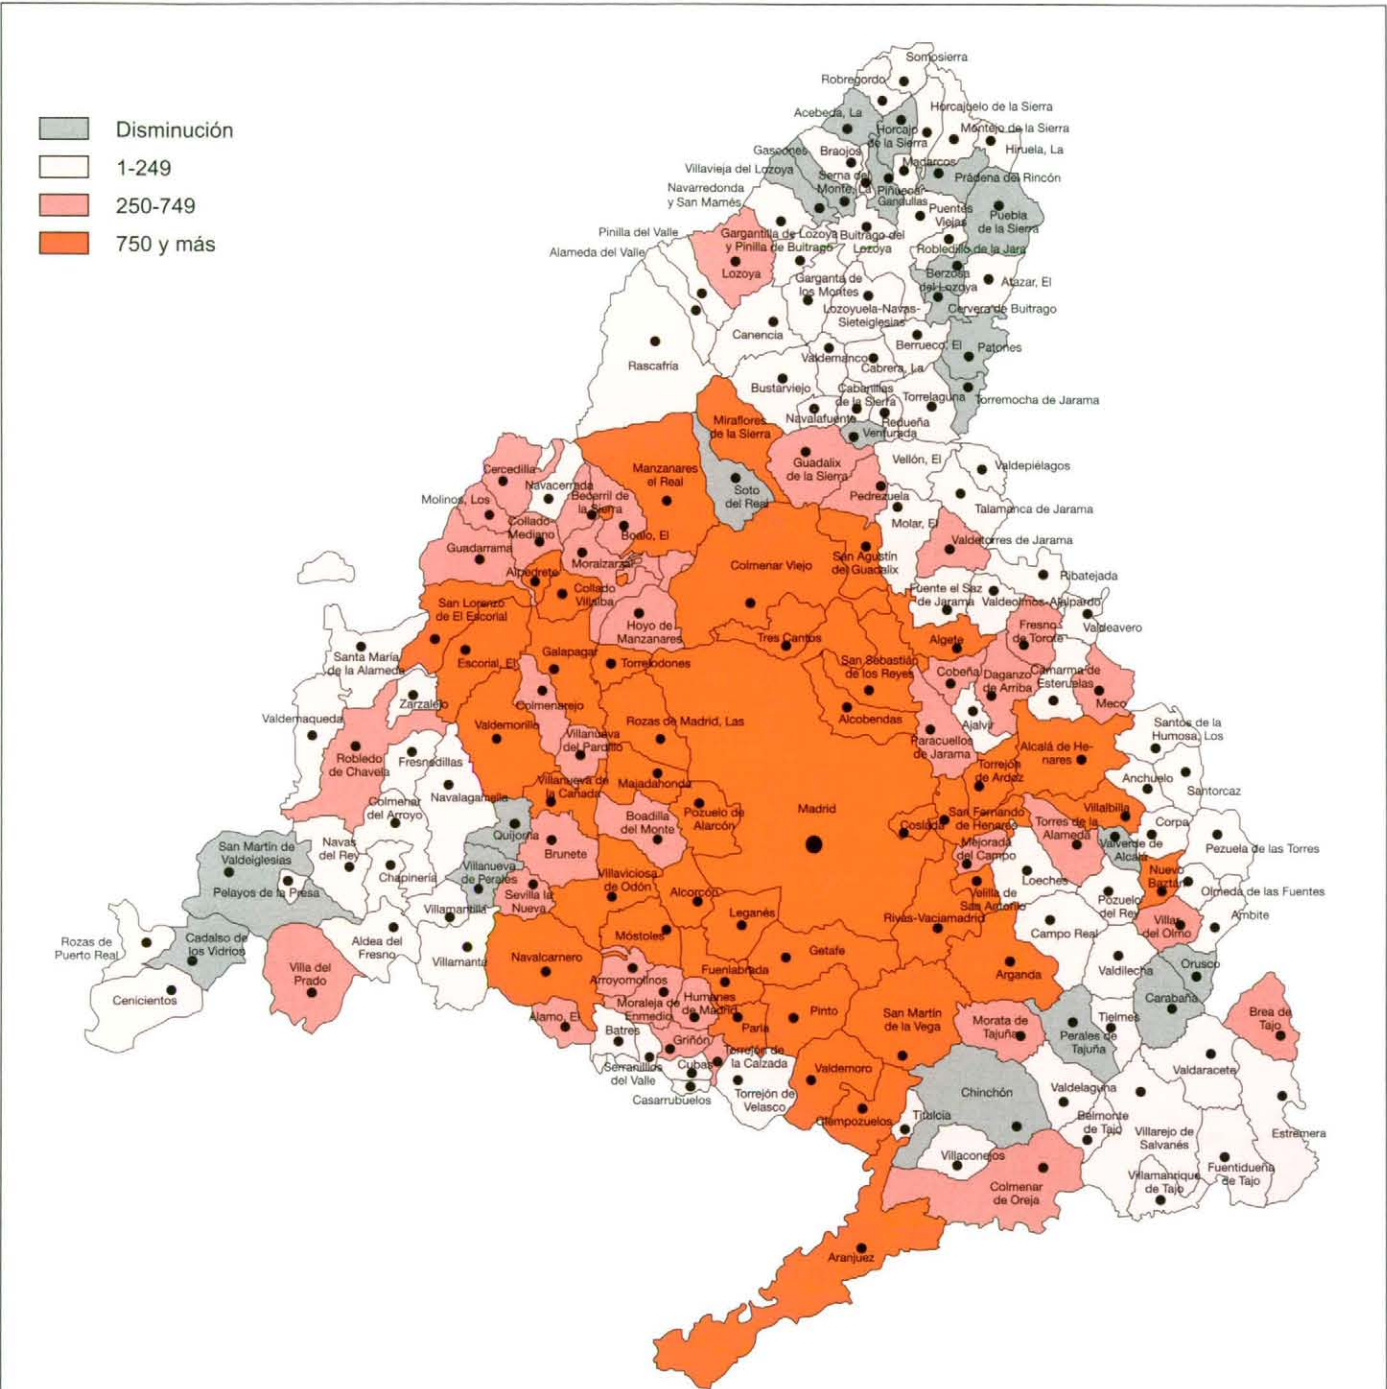 Disminución
1-249
250-749
750 y más
Somosierra
Robregordo
Acebeda, La
Horcajuelo de la Sierra
Horcajo
de la Sierra
Montejo de la Sierra
Hiruela, La
Gascones
Braojos
Madarcos
Villavieja del Lozoya
Serna del
Monte, La
Piñuécar-
Gandullas
Prádena del Rincón
Navarredonda
y San Mamés
Puentes
Viejas
Puebla
de la Sierra
Pinilla del Valle
Gargantilla de Lozoya
y Pinilla de Buitrago
Buitrago del
Lozoya
Robledillo de la Jara
Alameda del Valle
Lozoya
Garganta de
los Montes
Berzosa
del Lozoya
Atazar, El
Lozoyuela-Navas-
Sieteiglesias
Cervera de Buitrago
Canencia
Berrueco, El
Patones
Rascafría
Valdemanco
Cabrera, La
Bustarviejo
Cabanillas
de la Sierra
Torrelaguna
Torremocha de Jarama
Navalafuente
Redueña
Venturada
Miraflores
de la Sierra
Manzanares
el Real
Guadalix
de la Sierra
Vellón, El
Valdepiélagos
Cercedilla
Navacerrada
Soto
del Real
Pedrezuela
Molinos, Los
Becerril de
la Sierra
Talamanca de Jarama
Collado-
Mediano
Boalo, El
Molar, El
Guadarrama
Moralzarzal
Colmenar Viejo
San Agustín
del Guadalix
Valdetorres de Jarama
Alpedrete
Ribatejada
Collado
Villalba
Fuente el Saz
de Jarama
Valdeolmos-Alalpardo
San Lorenzo
de El Escorial
Hoyo de
Manzanares
Valdeavero
Fresno
de Torote
Tres Cantos
Algete
Santa María
de la Alameda
Escorial, El
Galapagar
Torrelodones
San Sebastián
de los Reyes
Cobeña
Daganzo
de Arriba
Camarma de
Esteruelas
Zarzalejo
Colmenarejo
Meco
Valdemaqueda
Valdemorillo
Rozas de Madrid, Las
Alcobendas
Ajalvir
Santos de la
Humosa, Los
Villanueva
del Pardillo
Paracuellos
de Jarama
Robledo
de Chavela
Fresnedillas
Alcalá de He-
nares
Torrejón
de Ardoz
Anchuelo
Villanueva de
la Cañada
Majadahonda
Santorcaz
Navalagamella
Colmenar
del Arroyo
Boadilla
del Monte
Pozuelo de
Alarcón
Madrid
San Fernando
de Henares
Villalbilla
Coslada
Torres de la
Alameda
Corpa
Quijorna
Mejorada
del Campo
Valverde de
Alcalá
Pezuela de las Torres
San Martín de
Valdeiglesias
Navas
del Rey
Brunete
Villanueva
de Perales
Chapinería
Loeches
Nuevo
Baztán
Pelayos de la Presa
Sevilla la
Nueva
Villaviciosa
de Odón
Alcorcón
Velilla de
San Antonio
Pozuelo
del Rey
Olmeda de las Fuentes
Villamantilla
Leganés
Rivas-Vaciamadrid
Villar
del Olmo
Ambite
Rozas de
Puerto Real
Cadalso de
los Vidrios
Aldea del
Fresno
Móstoles
Campo Real
Villamanta
Navalcarnero
Getafe
Valdilecha
Orusco
Villa del
Prado
Arroyomolinos
Fuenlabrada
Arganda
Cenicientos
Moraleja de
Enmedio
Humanes
de Madrid
Carabaña
Álamo, El
Pinto
San Martín
de la Vega
Morata de
Tajuña
Tielmes
Brea de
Tajo
Batres
Parla
Perales de
Tajuña
Griñón
Torrejón de
la Calzada
Serranillos
del Valle
Cubas
Valdemoro
Valdaracete
Casarrubuelos
Torrejón de
Velasco
Chinchón
Valdelaguna
Ciempozuelos
Titulcia
Belmonte
de Tajo
Villarejo de
Salvanés
Estremera
Villaconejos
Villamanrique
de Tajo
Fuentidueña
de Tajo
Colmenar
de Oreja
Aranjuez